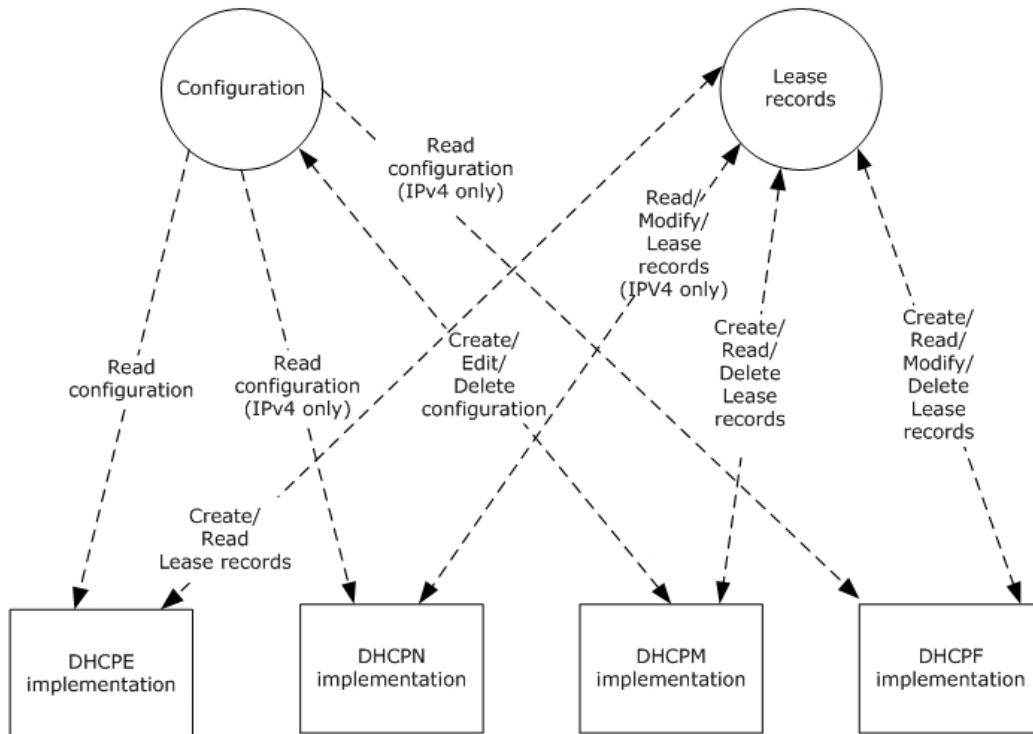 Configuration
Lease
records
Read
configuration
(IPv4 only)
Read/
Modify/
Lease
records
(IPV4 only)
Read
configuration
Read
configuration
(IPv4 only)
Create/
Edit/
Delete
configuration
Create/
Read/
Delete
Lease
records
Create/
Read/
Modify/
Delete
Lease
records
Create/
Read
Lease records
DHCPE
implementation
DHCPN
implementation
DHCPM
implementation
DHCPF
implementation